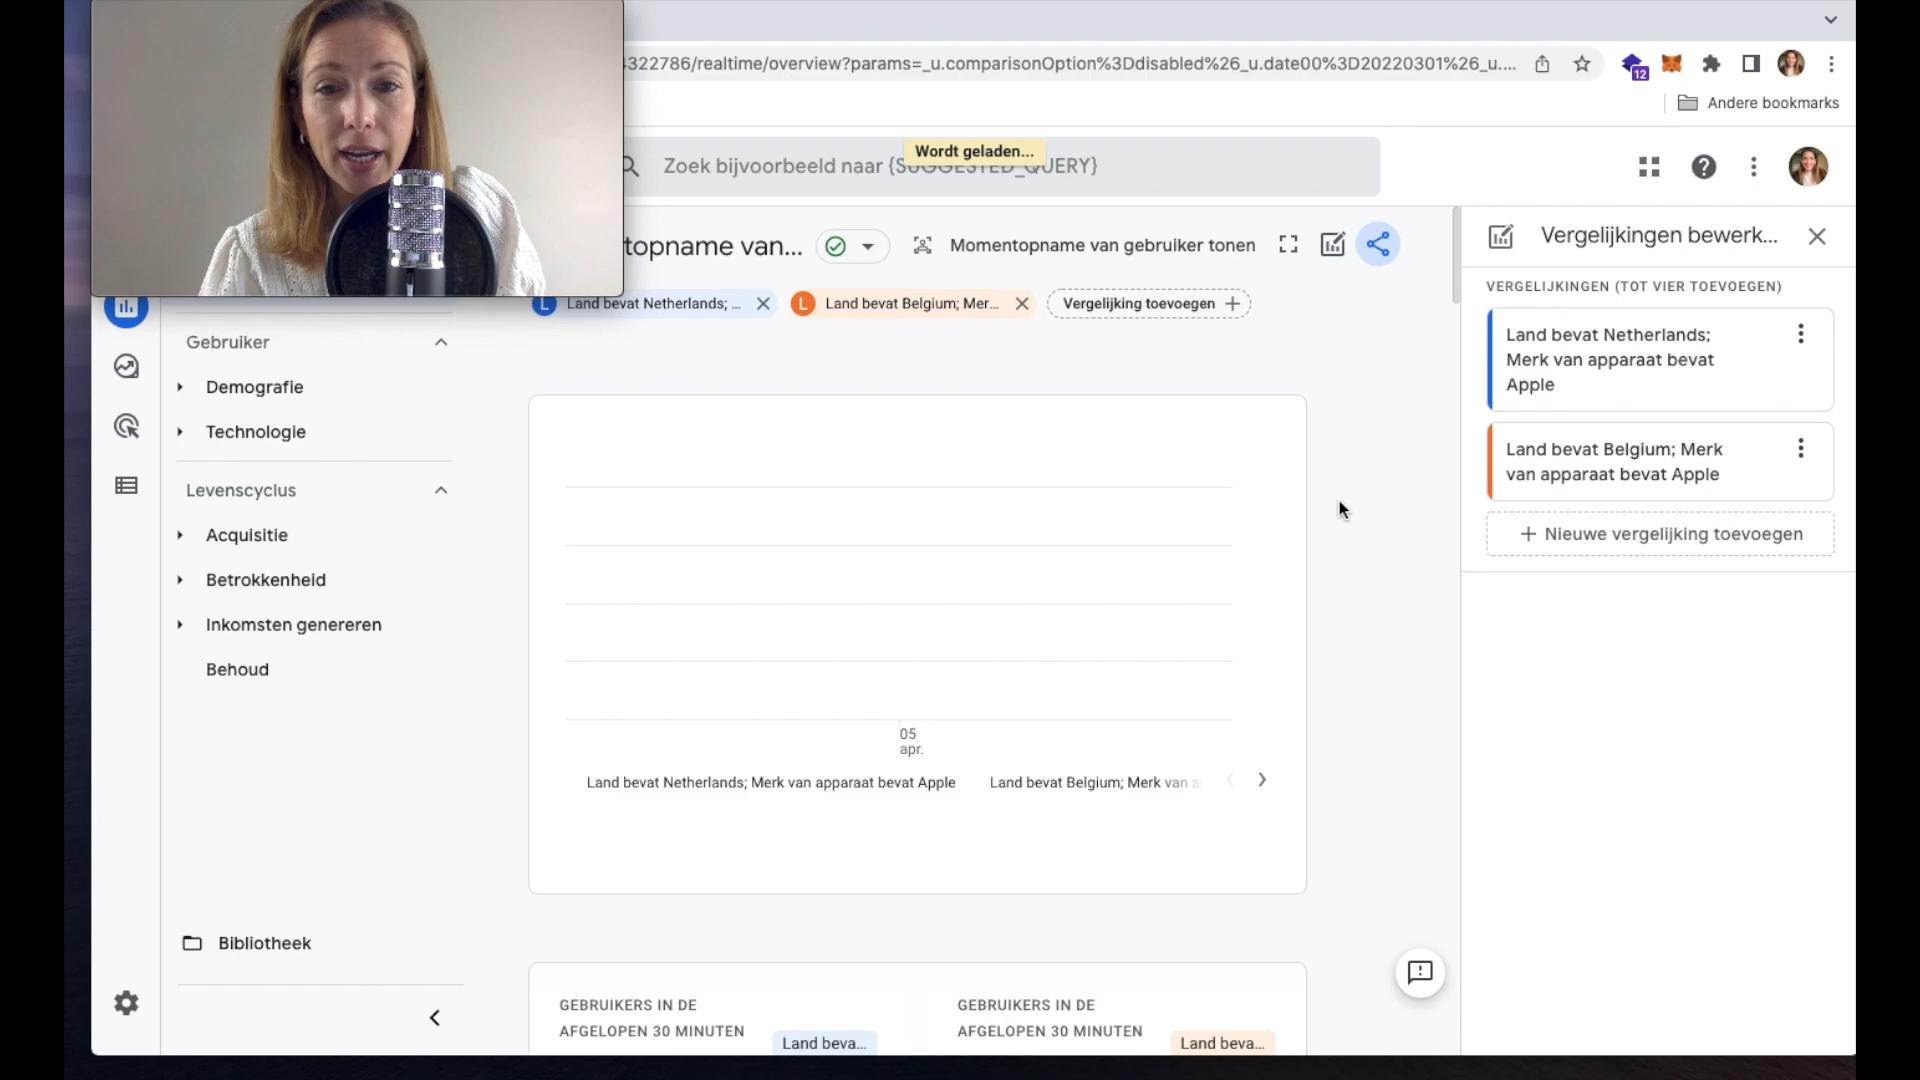 4322786/realtime/overview?params=_u.comparisonOption%3Ddisabled%26_u.date00%3D20220301%26_u....
12
Andere bookmarks
Wordt geladen...
Zoek bijvoorbeeld naar {SUGGESTED_QUERY}
topname van...
Momentopname van gebruiker tonen
Vergelijkingen bewerk...
VERGELIJKINGEN (TOT VIER TOEVOEGEN)
L Land bevat Netherlands; ...
L Land bevat Belgium; Mer...
Vergelijking toevoegen
Land bevat Netherlands;
Merk van apparaat bevat
Apple
Land bevat Belgium; Merk
van apparaat bevat Apple
Nieuwe vergelijking toevoegen
Gebruiker
Demografie
Technologie
Levenscyclus
Acquisitie
Betrokkenheid
Inkomsten genereren
Behoud
Bibliotheek
05
apr.
Land bevat Netherlands; Merk van apparaat bevat Apple
Land bevat Belgium; Merk van a
GEBRUIKERS IN DE
AFGELOPEN 30 MINUTEN
Land beva...
GEBRUIKERS IN DE
AFGELOPEN 30 MINUTEN
Land beva...